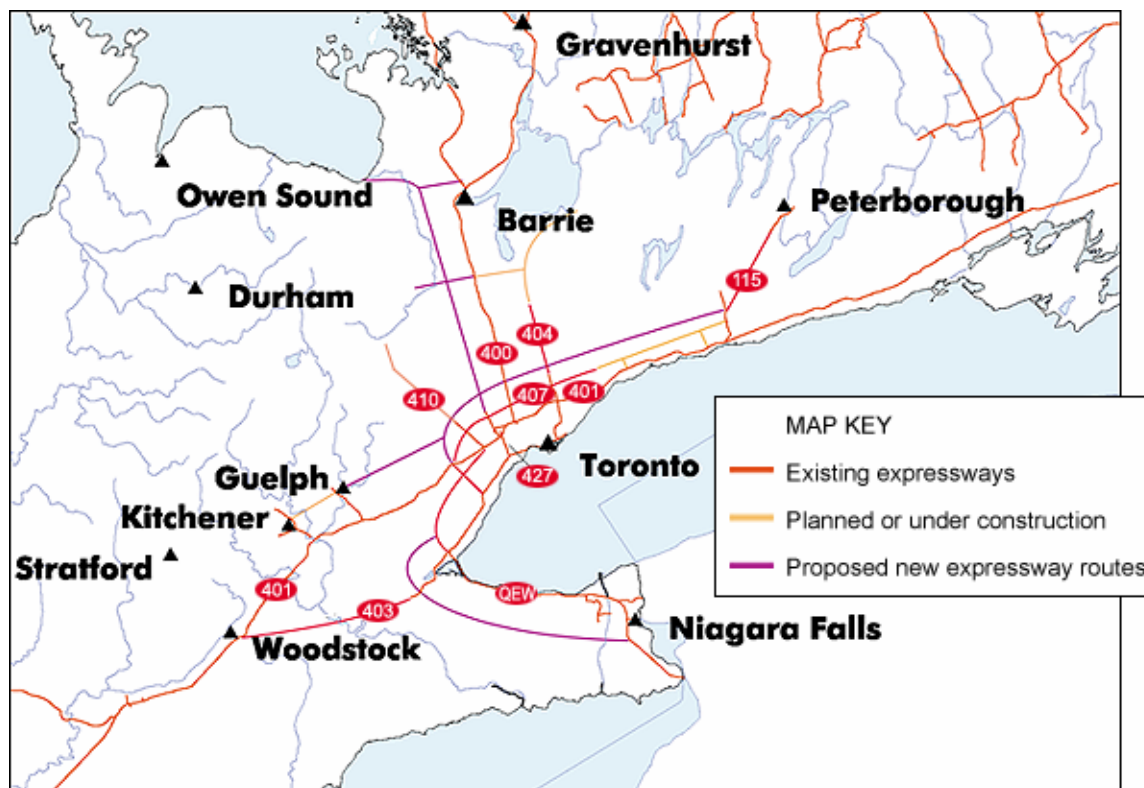 Gravenhurst
Owen Sound
Barrie
Peterborough
Durham
115
404
400
410
407
401
MAP KEY
Existing expressways
Planned or under construction
Proposed new expressway routes
Toronto
427
Guelph
Kitchener
Stratford
401
403
QEW
Niagara Falls
Woodstock